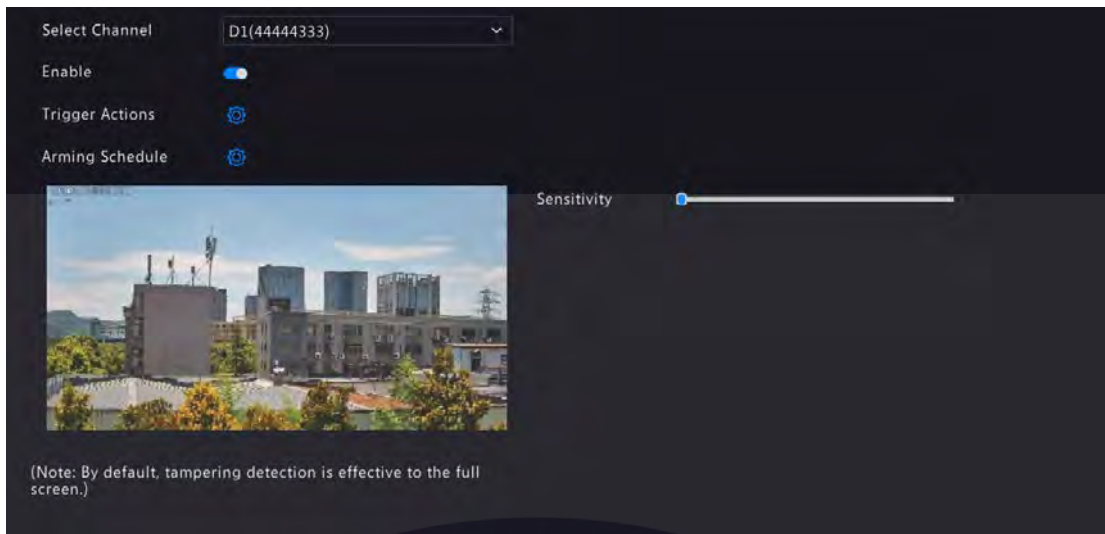 Select Channel D1(44444333)
Enable
Trigger Actions
Arming Schedule
Sensitivity
(Note: By default, tampering detection is effective to the full
screen.)